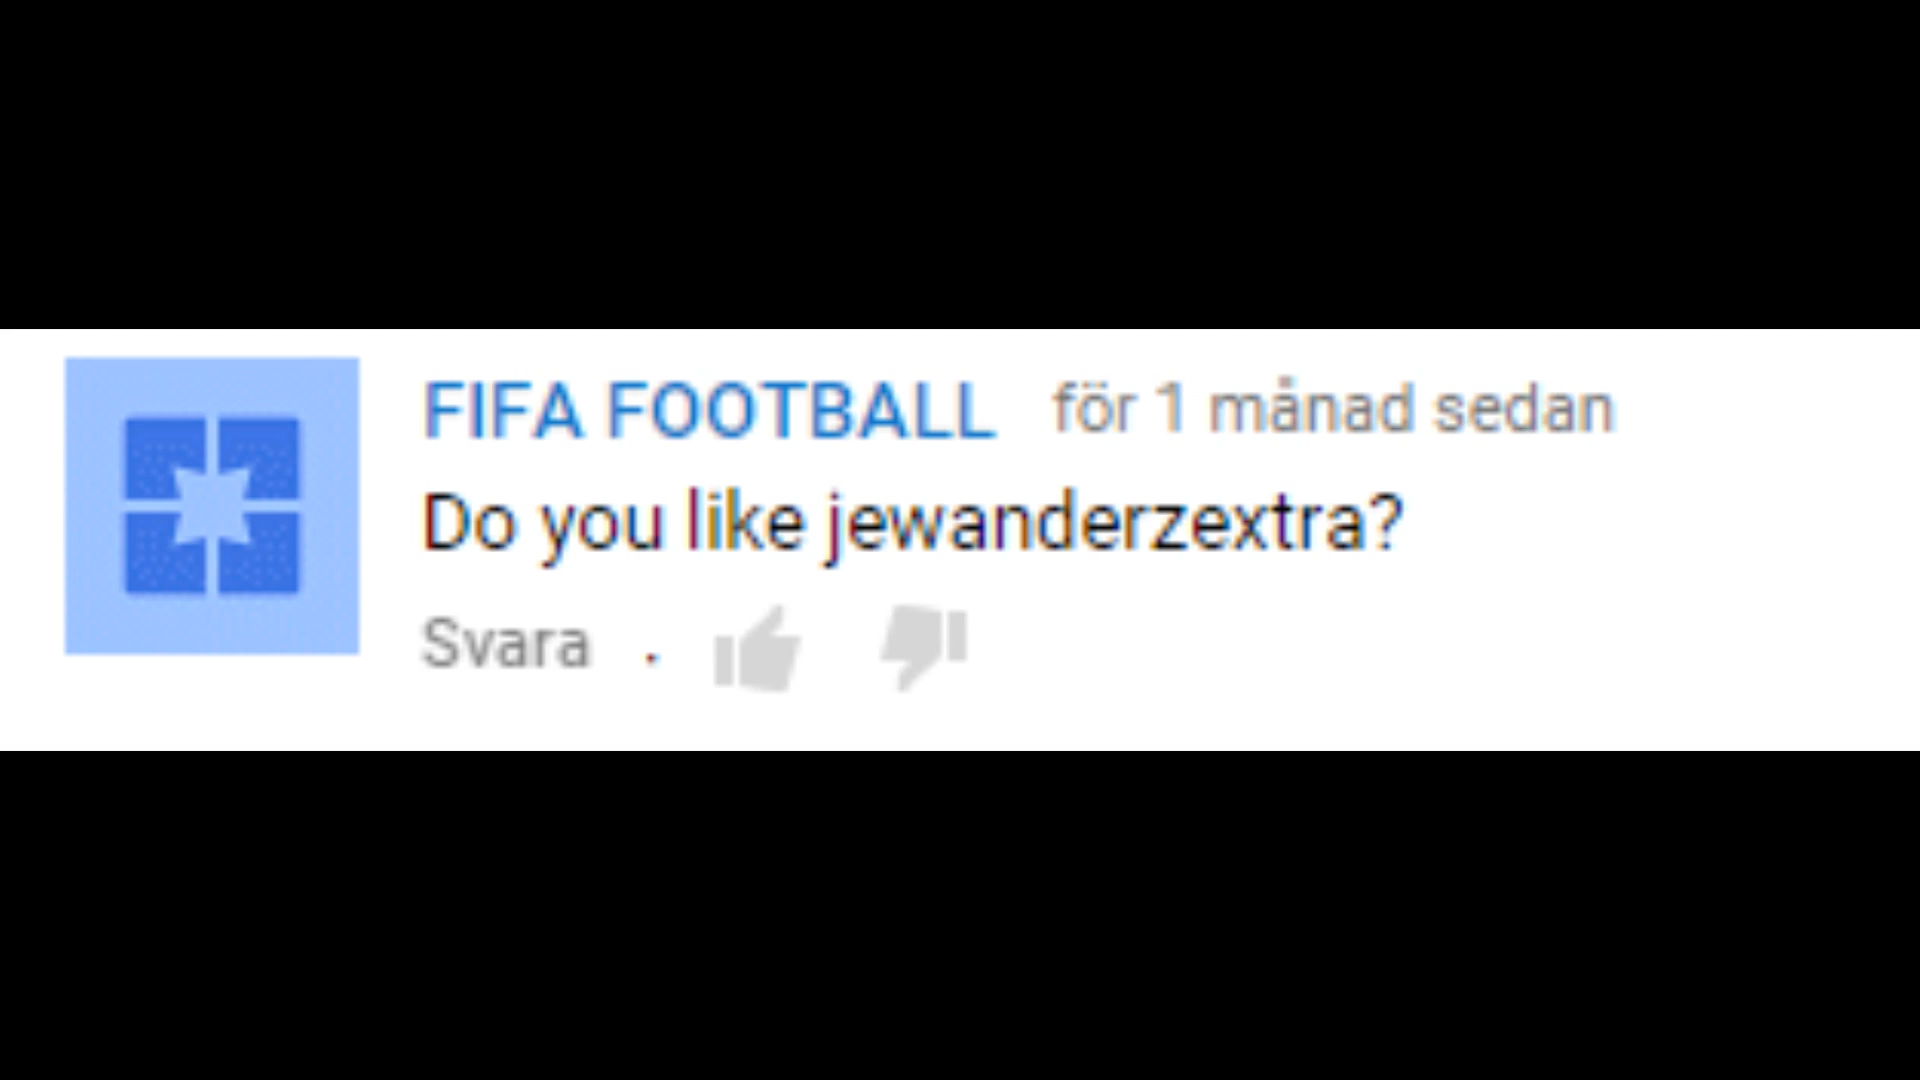 FIFA FOOTBALL för 1 månad sedan
Do you like jewanderzextra?
Svara .